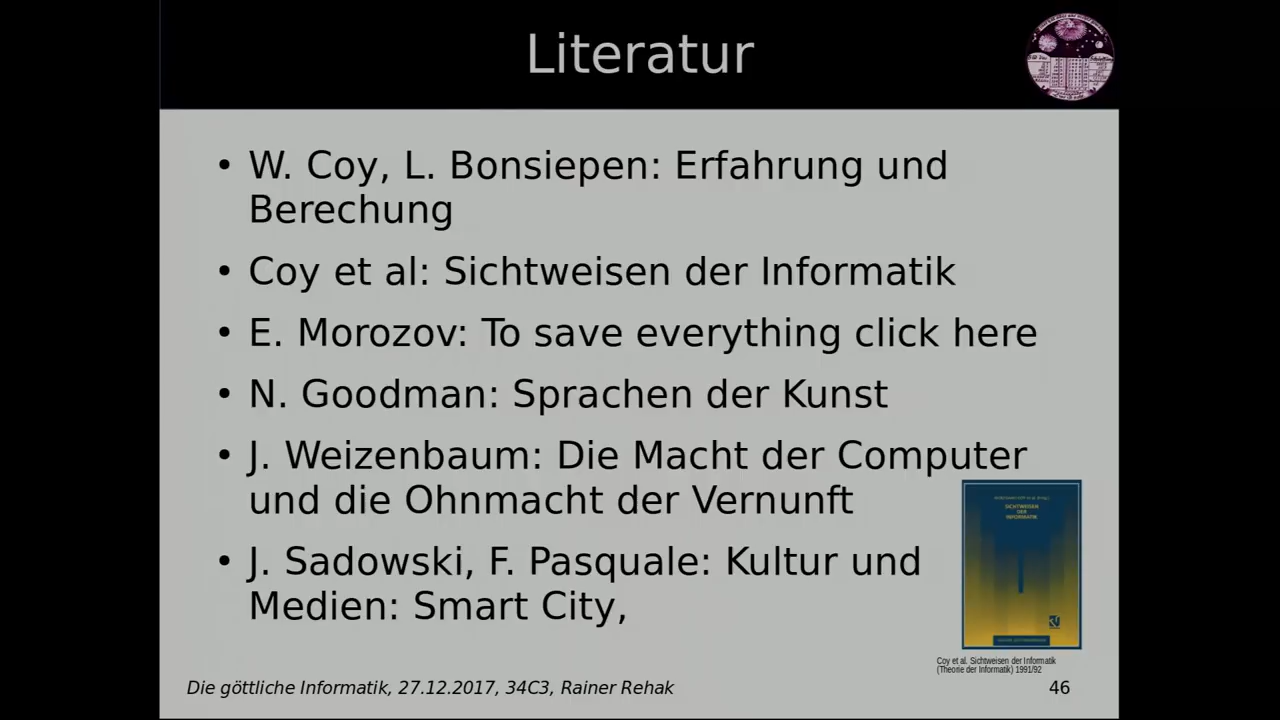 Literatur
• W. Coy, L. Bonsiepen: Erfahrung und
Berechung
• Coy et al: Sichtweisen der Informatik
• E. Morozov: To save everything click here
• N. Goodman: Sprachen der Kunst
• J. Weizenbaum: Die Macht der Computer
und die Ohnmacht der Vernunft
• J. Sadowski, F. Pasquale: Kultur und
Medien: Smart City,
SICHTWEISEN
DER
INFORMATIK
Coy et al. Sichtweisen der Informatik
(Theorie der Informatik) 1991/92
Die göttliche Informatik, 27.12.2017, 34C3, Rainer Rehak
46